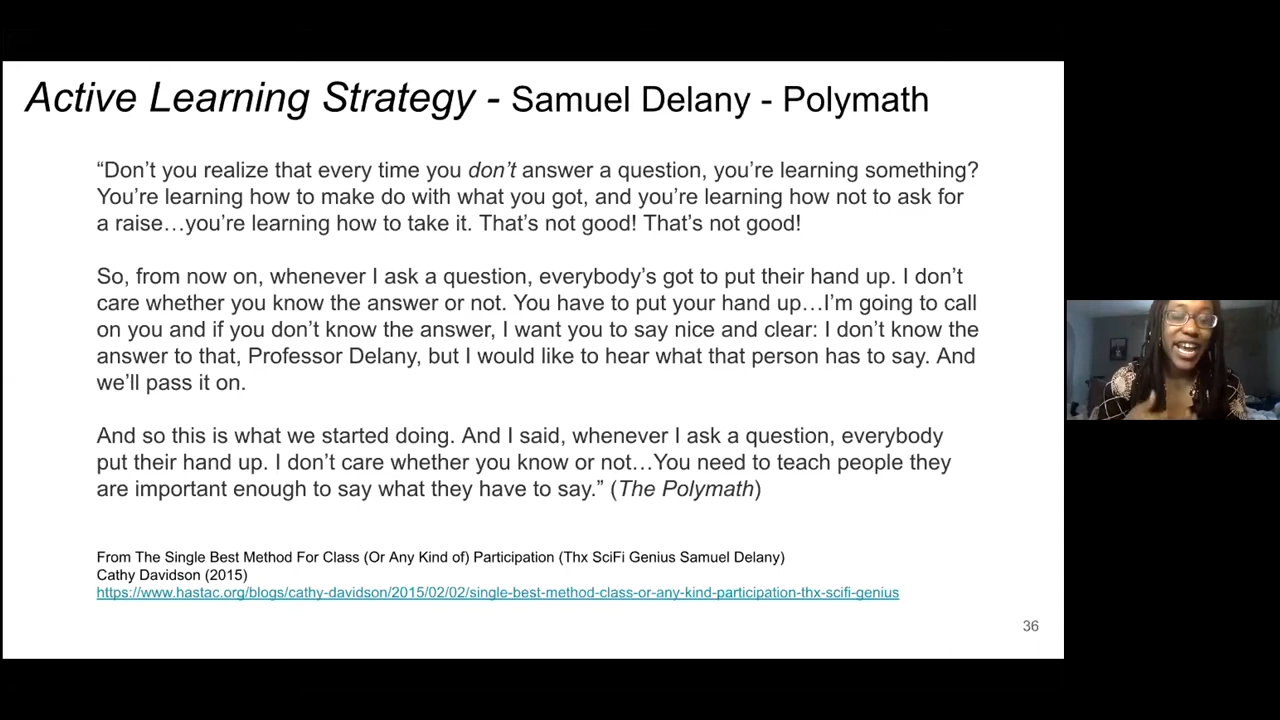 Active Learning Strategy - Samuel Delany - Polymath
“Don’t you realize that every time you don’t answer a question, you’re learning something?
You’re learning how to make do with what you got, and you’re learning how not to ask for
a raise…you’re learning how to take it. That’s not good! That’s not good!
So, from now on, whenever I ask a question, everybody’s got to put their hand up. I don’t
care whether you know the answer or not. You have to put your hand up…I’m going to call
on you and if you don’t know the answer, I want you to say nice and clear: I don’t know the
answer to that, Professor Delany, but I would like to hear what that person has to say. And
we’ll pass it on.
And so this is what we started doing. And I said, whenever I ask a question, everybody
put their hand up. I don’t care whether you know or not…You need to teach people they
are important enough to say what they have to say.” (The Polymath)
From The Single Best Method For Class (Or Any Kind of) Participation (Thx SciFi Genius Samuel Delany)
Cathy Davidson (2015)
https://www.hastac.org/blogs/cathy-davidson/2015/02/02/single-best-method-class-or-any-kind-participation-thx-scifi-genius
36